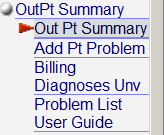 OutPt Summary
Out Pt Summary
Add Pt Problem
Billing
Diagnoses Unv
Problem List
User Guide